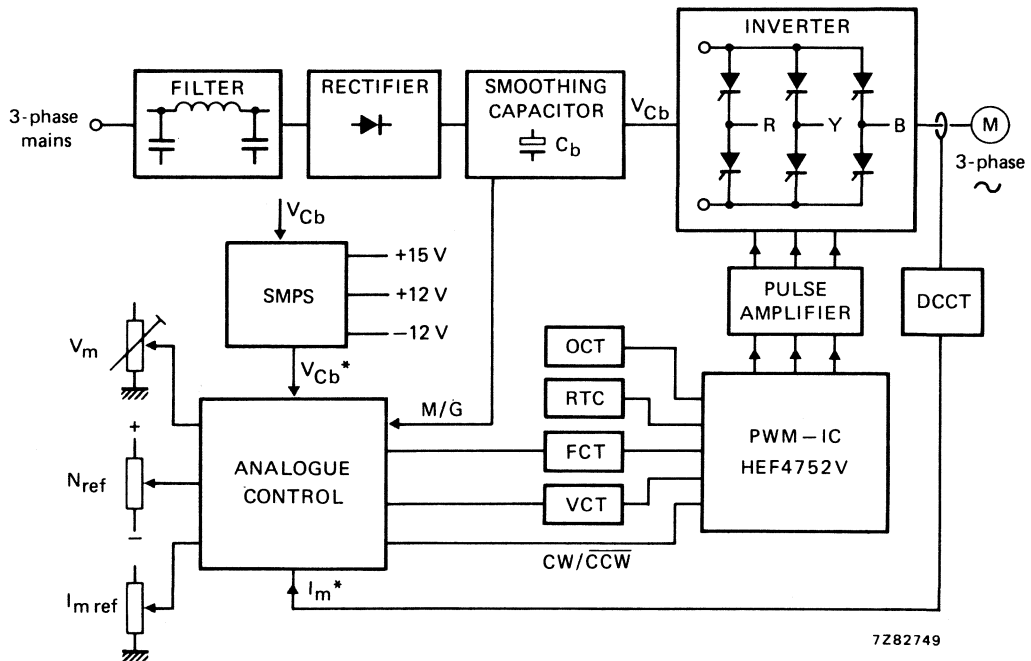 INVERTER
FILTER
RECTIFIER
SMOOTHING
CAPACITOR
C_b
V_Cb
3-phase
mains
R
Y
B
M
3-phase
∼
V_Cb
SMPS
+15 V
+12 V
−12 V
PULSE
AMPLIFIER
DCCT
V_m
V_Cb*
OCT
RTC
M/G
+
N_ref
−
ANALOGUE
CONTROL
FCT
VCT
PWM−IC
HEF4752V
CW/C̅C̅W̅
I_m ref
I_m*
7Z82749